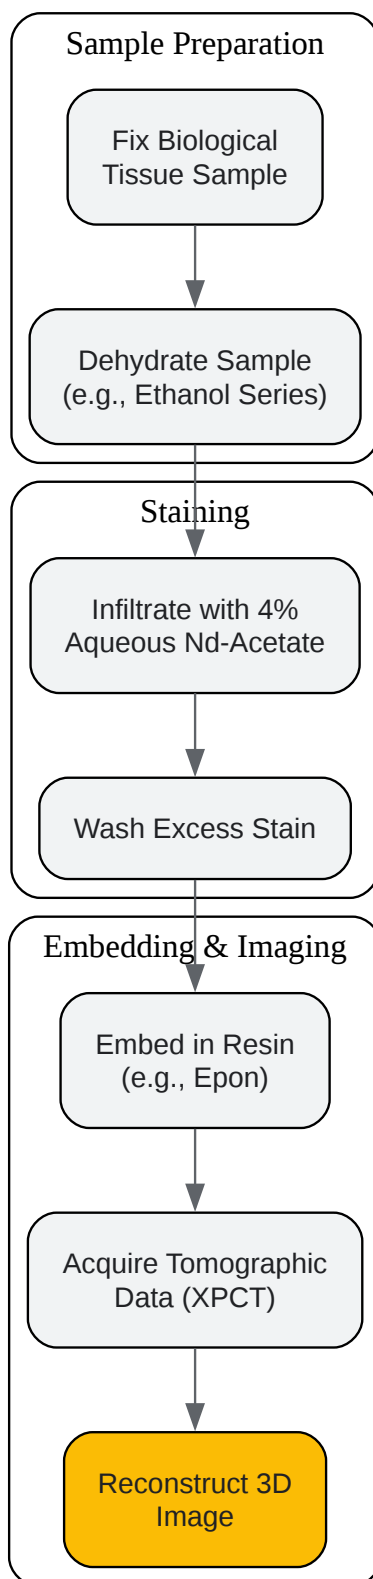 Sample Preparation
Fix Biological
Tissue Sample
Dehydrate Sample
(e.g., Ethanol Series)
Staining
Infiltrate with 4%
Aqueous Nd-Acetate
Wash Excess Stain
Embedding & Imaging
Embed in Resin
(e.g., Epon)
Acquire Tomographic
Data (XPCT)
Reconstruct 3D
Image